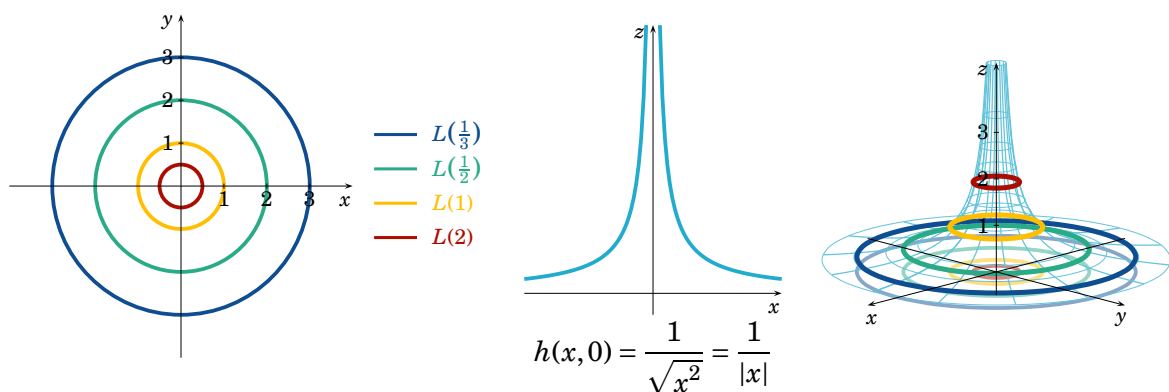 y
3
2
1
1 2 3 x
L(1/3)
L(1/2)
L(1)
L(2)
z
x
h(x,0) = 1/√x² = 1/|x|
z
3
2
1
x
y